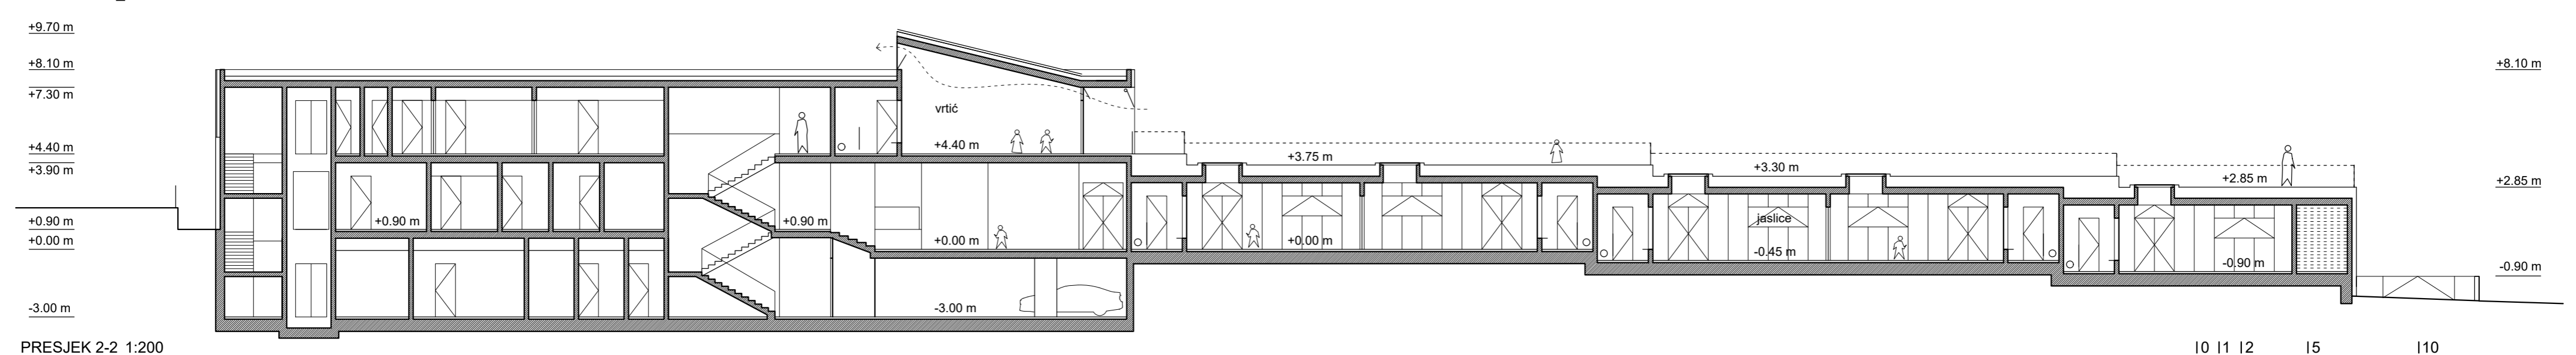 +9.70 m
+8.10 m
+7.30 m
+4.40 m
+3.90 m
+0.90 m
+0.00 m
-3.00 m
vrtić
+4.40 m
+0.90 m
+0.90 m
+0.00 m
-3.00 m
+3.75 m
+0.00 m
+3.30 m
jaslice
-0.45 m
+2.85 m
-0.90 m
+8.10 m
+2.85 m
-0.90 m
PRESJEK 2-2 1:200
|0 |1 |2 |5 |10